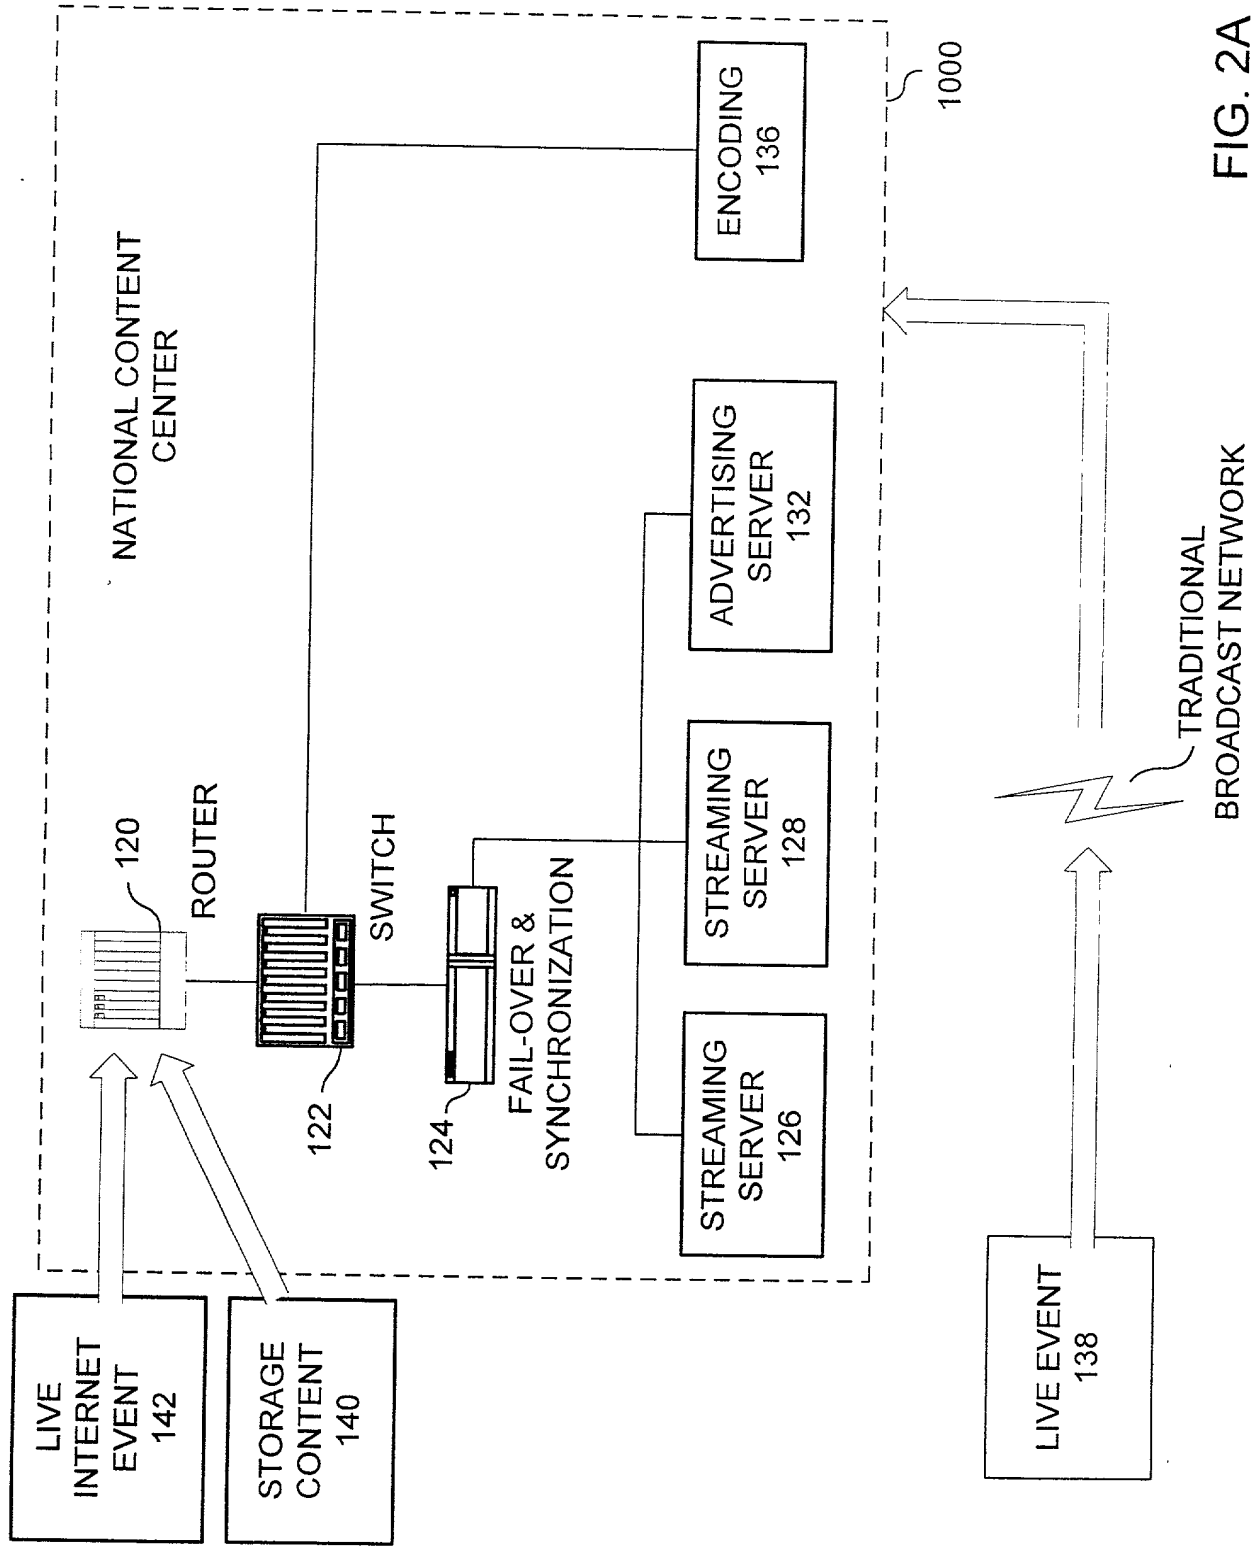 LIVE
INTERNET
EVENT
142
STORAGE
CONTENT
140
NATIONAL CONTENT
CENTER
120
ROUTER
122
SWITCH
124
FAIL-OVER &
SYNCHRONIZATION
STREAMING
SERVER
126
STREAMING
SERVER
128
ADVERTISING
SERVER
132
ENCODING
136
1000
LIVE EVENT
138
TRADITIONAL
BROADCAST NETWORK
FIG. 2A